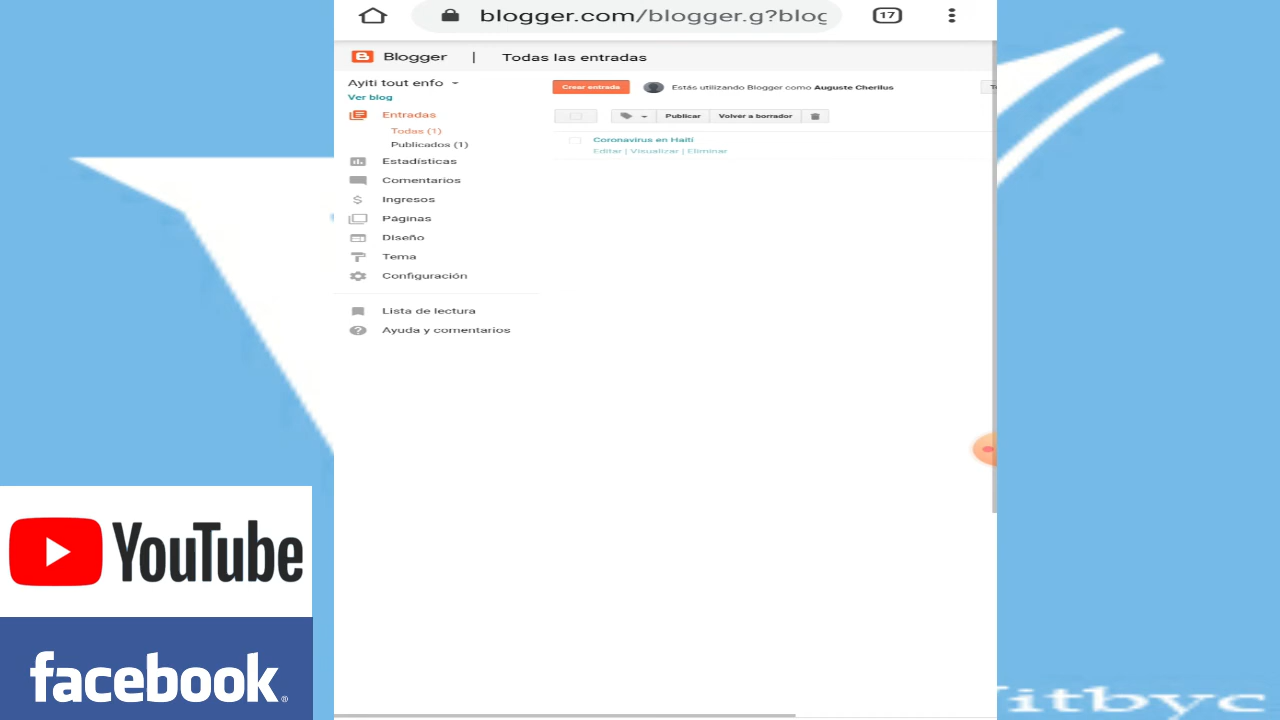 blogger.com/blogger.g?blog
17
Blogger | Todas las entradas
Ayiti tout enfo
Ver blog
Crear entrada
Estás utilizando Blogger como Auguste Cherilus
Entradas
Publicar
Volver a borrador
Todas (1)
Publicados (1)
Coronavirus en Haiti
Editar | Visualizar | Eliminar
Estadísticas
Comentarios
Ingresos
Páginas
Diseño
Tema
Configuración
Lista de lectura
Ayuda y comentarios
YouTube
facebook